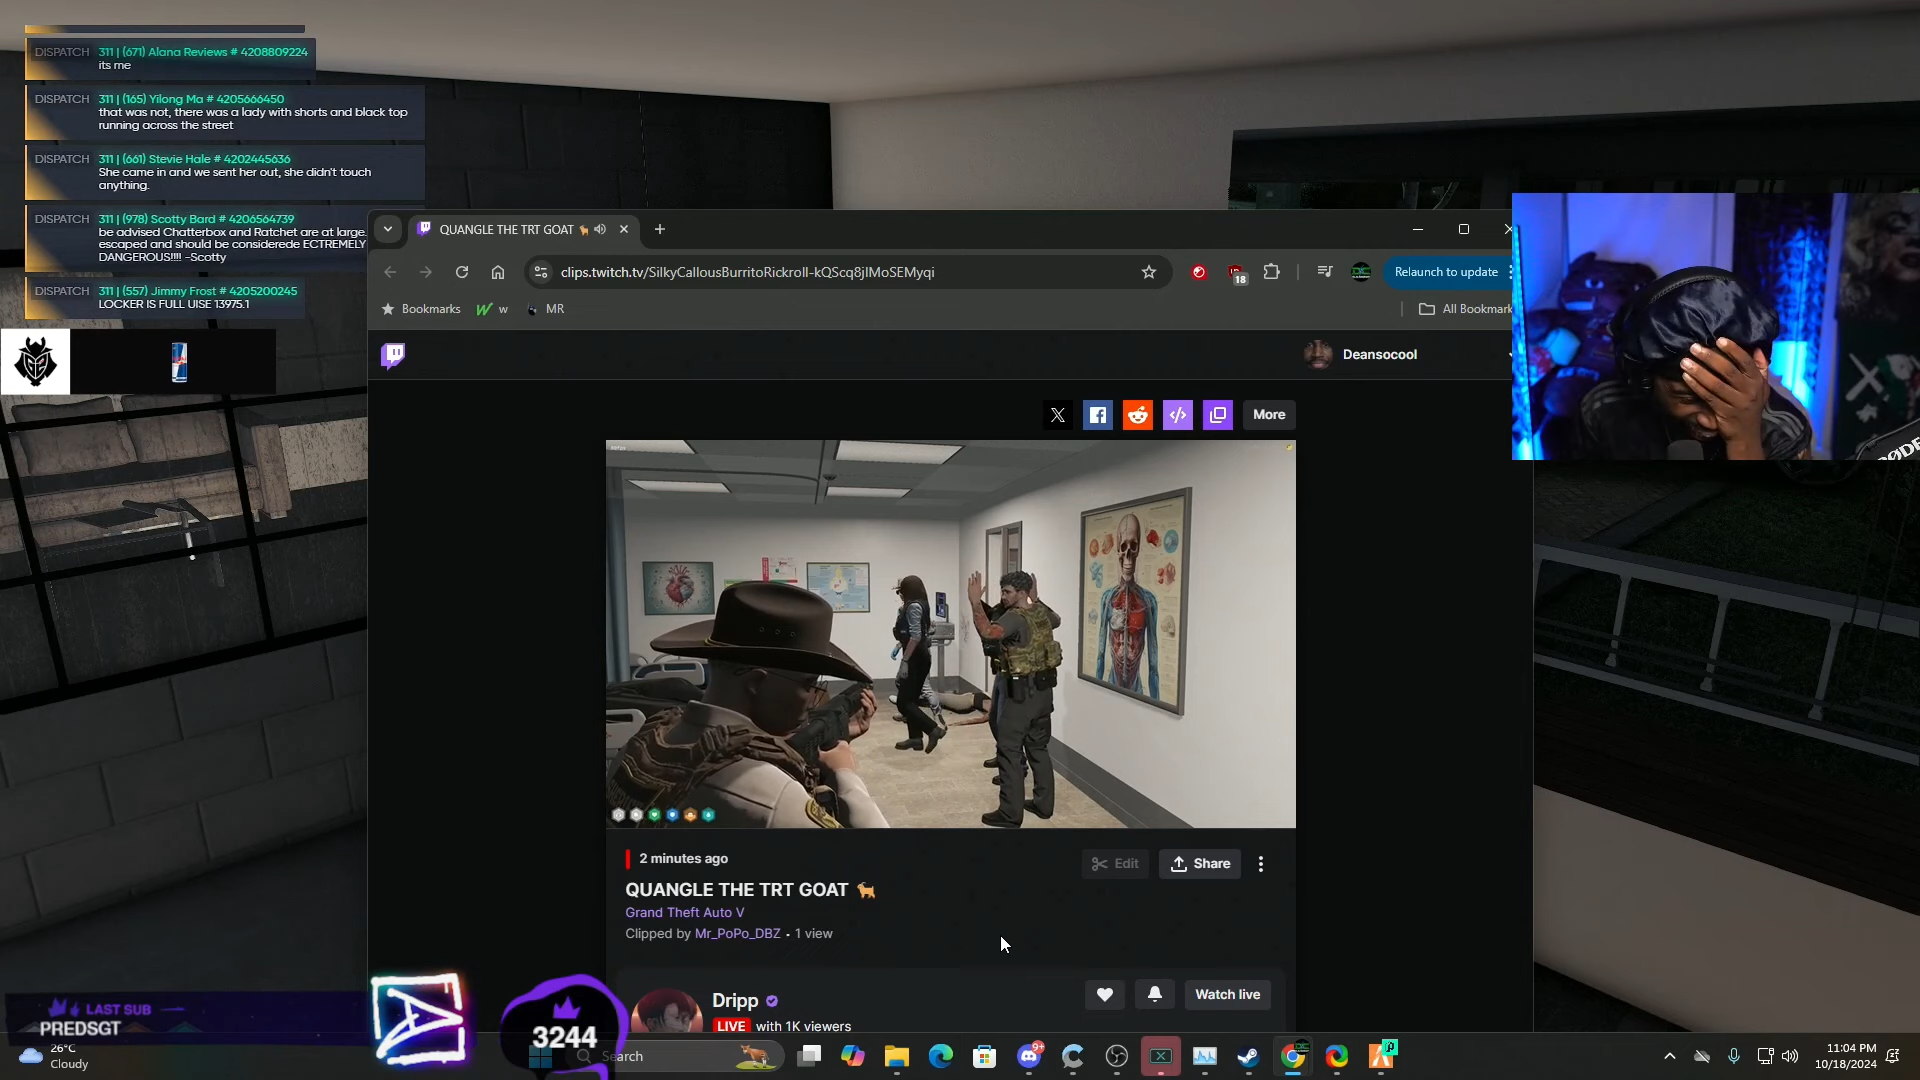 DISPATCH 311 | (671) Alana Reviews # 4208809224
its me
DISPATCH 311 | (165) Yilong Ma # 4205666450
that was not, there was a lady with shorts and black top
running across the street
DISPATCH 311 | (661) Stevie Hale # 4202445636
She came in and we sent her out, she didn't touch
anything.
DISPATCH 311 | (978) Scotty Bard # 4206564739
be advised Chatterbox and Ratchet are at large.
escaped and should be considerede ECTREMELY
DANGEROUS!!!! -Scotty
DISPATCH 311 | (557) Jimmy Frost # 4205200245
LOCKER IS FULL UISE 13975.1
QUANGLE THE TRT GOAT
clips.twitch.tv/SilkyCallousBurritoRickroll-kQScq8jlMoSEMyqi
18
Relaunch to update
Bookmarks
w
MR
All Bookmark
Deansocool
More
2 minutes ago
Edit
Share
QUANGLE THE TRT GOAT
Grand Theft Auto V
Clipped by Mr_PoPo_DBZ • 1 view
Dripp
Watch live
LIVE with 1K viewers
LAST SUB
PREDSGT
3244
RØDE
26°C
Cloudy
Search
9+
11:04 PM
10/18/2024